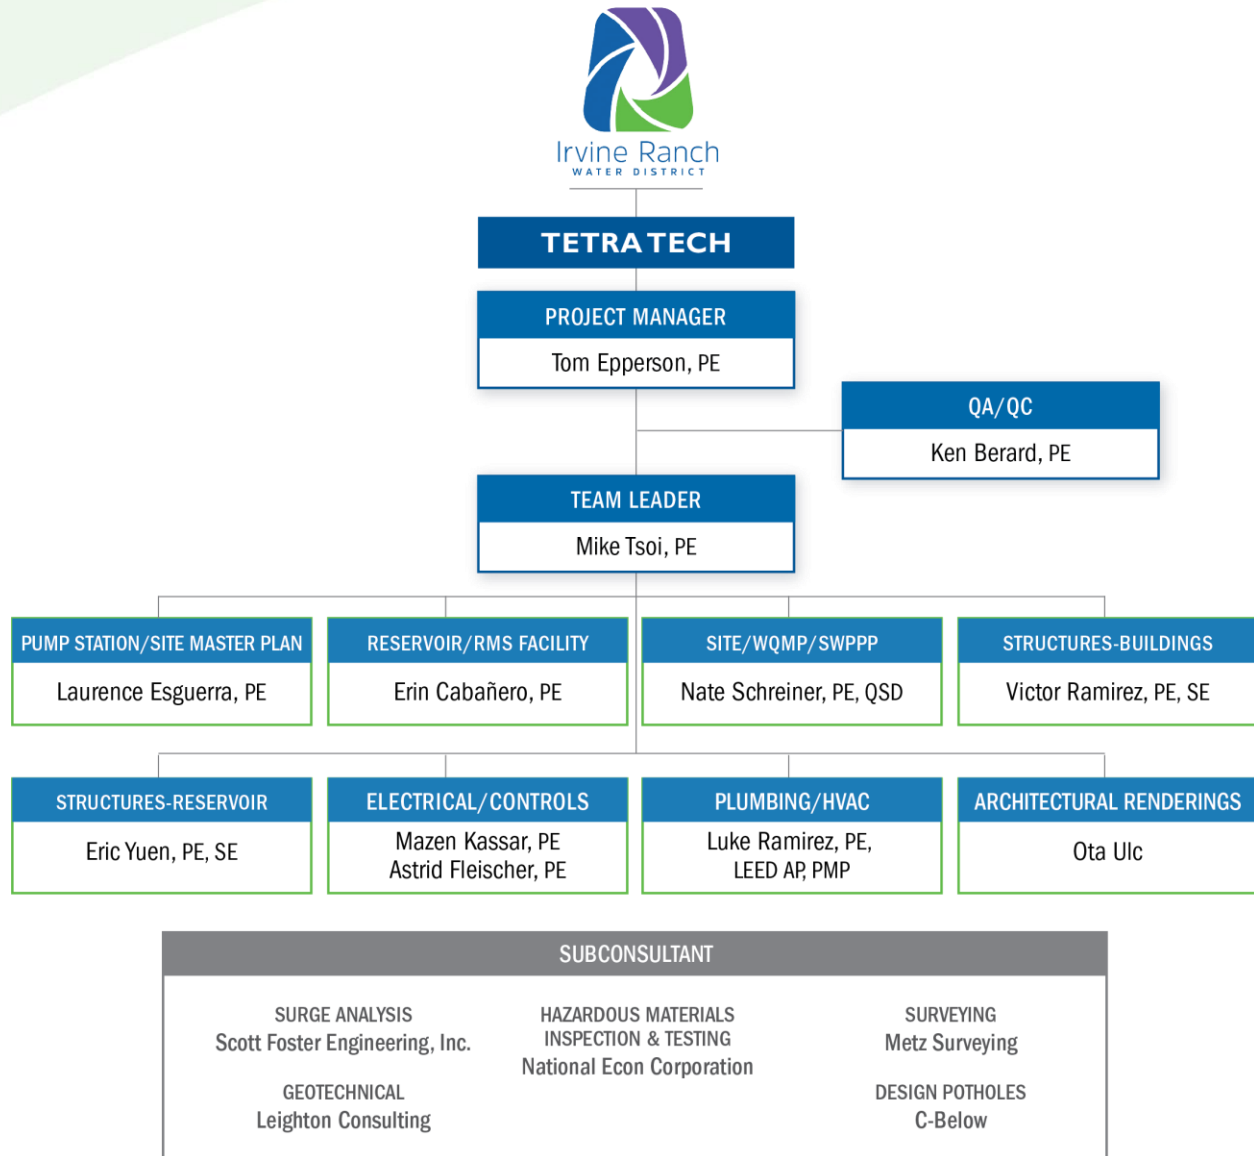 Irvine Ranch
WATER DISTRICT
TETRA TECH
PROJECT MANAGER
Tom Epperson, PE
QA/QC
Ken Berard, PE
TEAM LEADER
Mike Tsoi, PE
PUMP STATION/SITE MASTER PLAN
Laurence Esguerra, PE
RESERVOIR/RMS FACILITY
Erin Cabañero, PE
SITE/WQMP/SWPPP
Nate Schreiner, PE, QSD
STRUCTURES-BUILDINGS
Victor Ramirez, PE, SE
STRUCTURES-RESERVOIR
Eric Yuen, PE, SE
ELECTRICAL/CONTROLS
Mazen Kassar, PE
Astrid Fleischer, PE
PLUMBING/HVAC
Luke Ramirez, PE,
LEED AP, PMP
ARCHITECTURAL RENDERINGS
Ota Ulc
SUBCONSULTANT
SURGE ANALYSIS
Scott Foster Engineering, Inc.
GEOTECHNICAL
Leighton Consulting
HAZARDOUS MATERIALS
INSPECTION & TESTING
National Econ Corporation
SURVEYING
Metz Surveying
DESIGN POTHOLES
C-Below